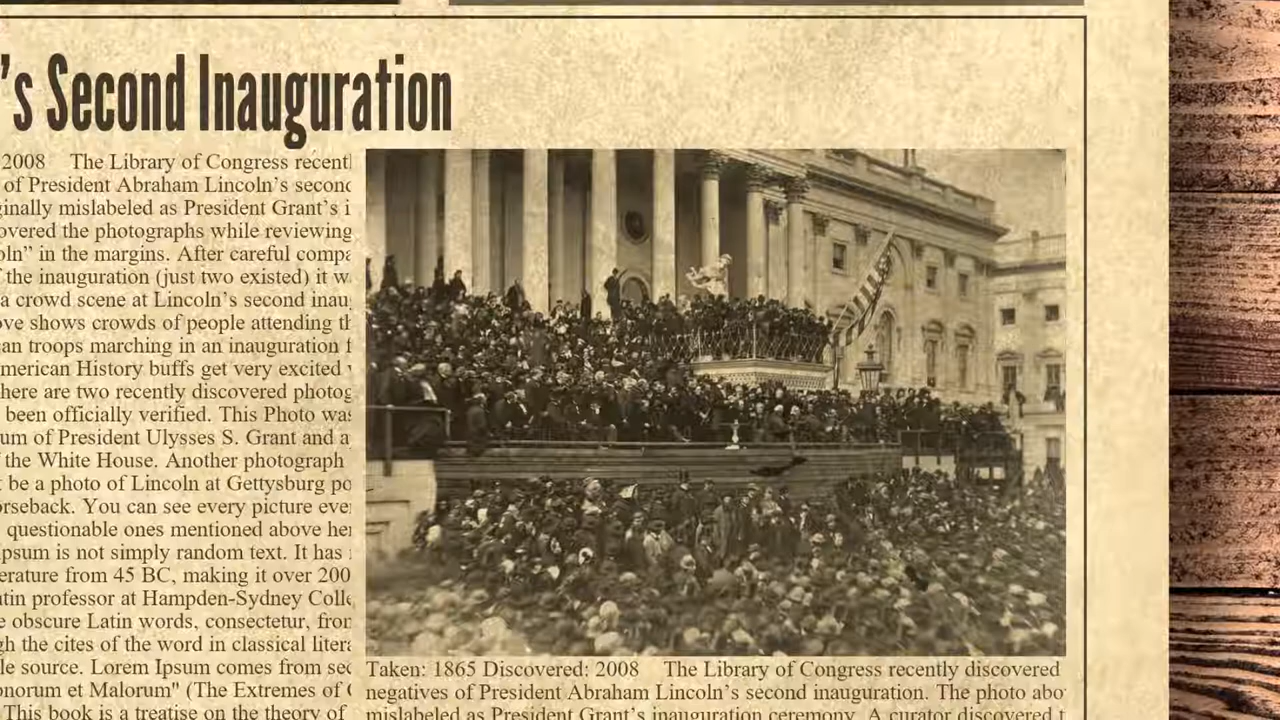 's Second Inauguration
2008 The Library of Congress recentl
of President Abraham Lincoln's second
ginally mislabeled as President Grant's i
overed the photographs while reviewing
oln" in the margins. After careful compa
f the inauguration (just two existed) it w
a crowd scene at Lincoln's second inau
ove shows crowds of people attending th
an troops marching in an inauguration
merican History buffs get very excited
here are two recently discovered photog
been officially verified. This Photo was
um of President Ulysses S. Grant and a
f the White House. Another photograph
t be a photo of Lincoln at Gettysburg po
orseback. You can see every picture eve
questionable ones mentioned above her
Ipsum is not simply random text. It has
erature from 45 BC, making it over 200
atin professor at Hampden-Sydney Colle
e obscure Latin words, consectetur, from
gh the cites of the word in classical litera
le source. Lorem Ipsum comes from sec
onorum et Malorum" (The Extremes of
This book is a treatise on the theory of
Taken: 1865 Discovered: 2008 The Library of Congress recently discovered
negatives of President Abraham Lincoln's second inauguration. The photo abo
mislabeled as President Grant's inauguration ceremony. A curator discovered t